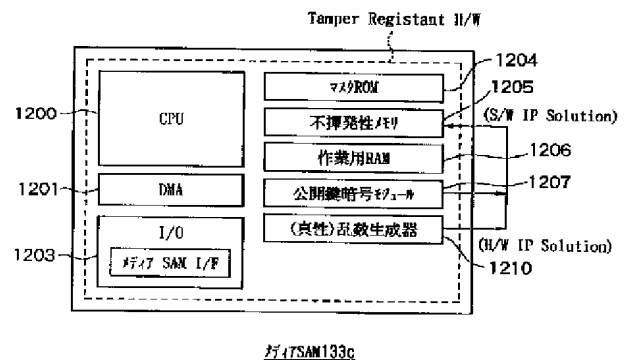 Tamper Registant H/W
1200
CPU
1201
DMA
1203
I/O
メディア SAM I/F
マスクROM
1204
不揮発性メモリ
1205
(S/W IP Solution)
作業用RAM
1206
公開鍵暗号モジュール
1207
(真性)乱数生成器
(H/W IP Solution)
1210
メディアSAM133c